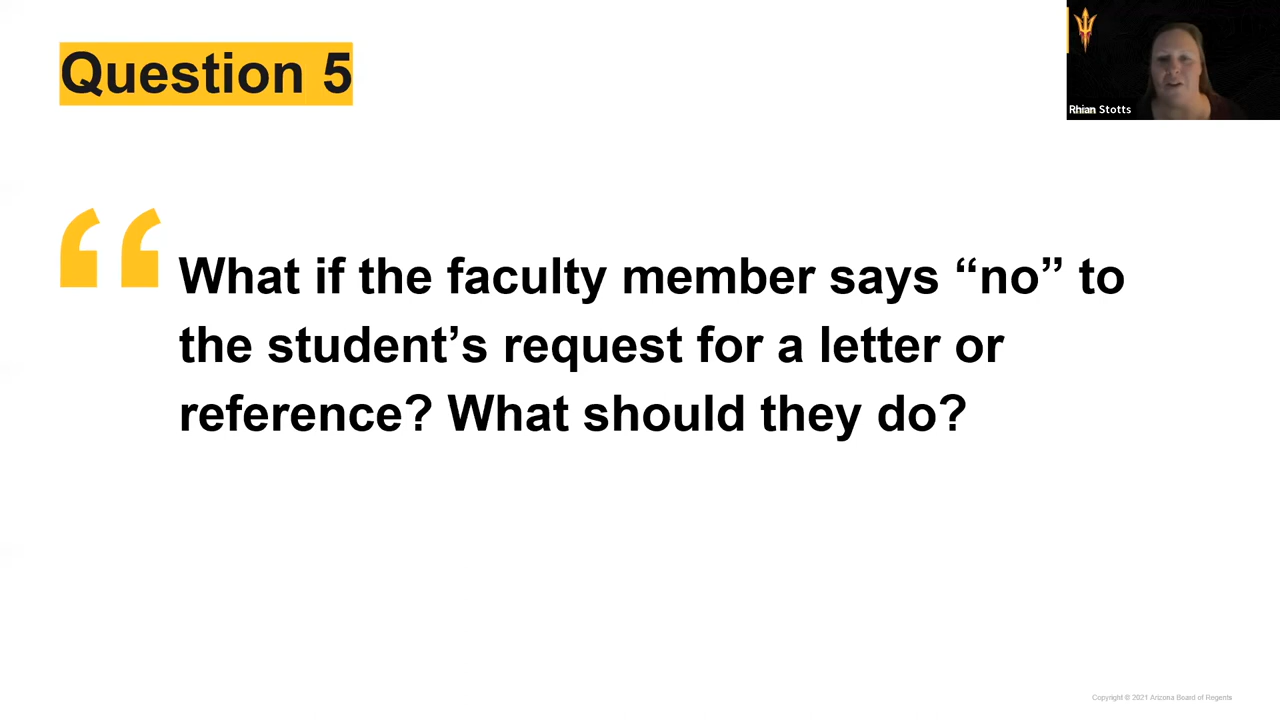 Question 5
Rhian Stotts
“
What if the faculty member says “no” to
the student’s request for a letter or
reference? What should they do?
Copyright © 2021 Arizona Board of Regents